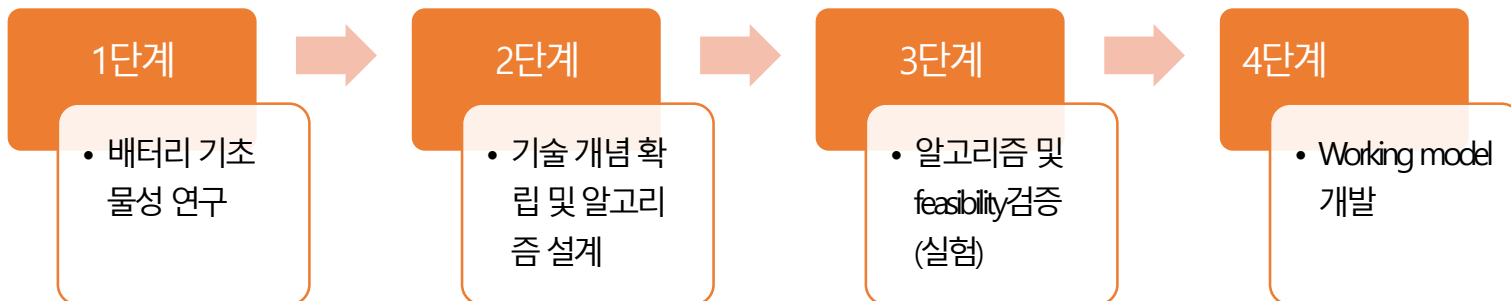 1단계
• 배터리 기초
물성 연구
2단계
• 기술 개념 확
립 및 알고리
즘 설계
3단계
• 알고리즘 및
feasibility검증
(실험)
4단계
• Working model
개발